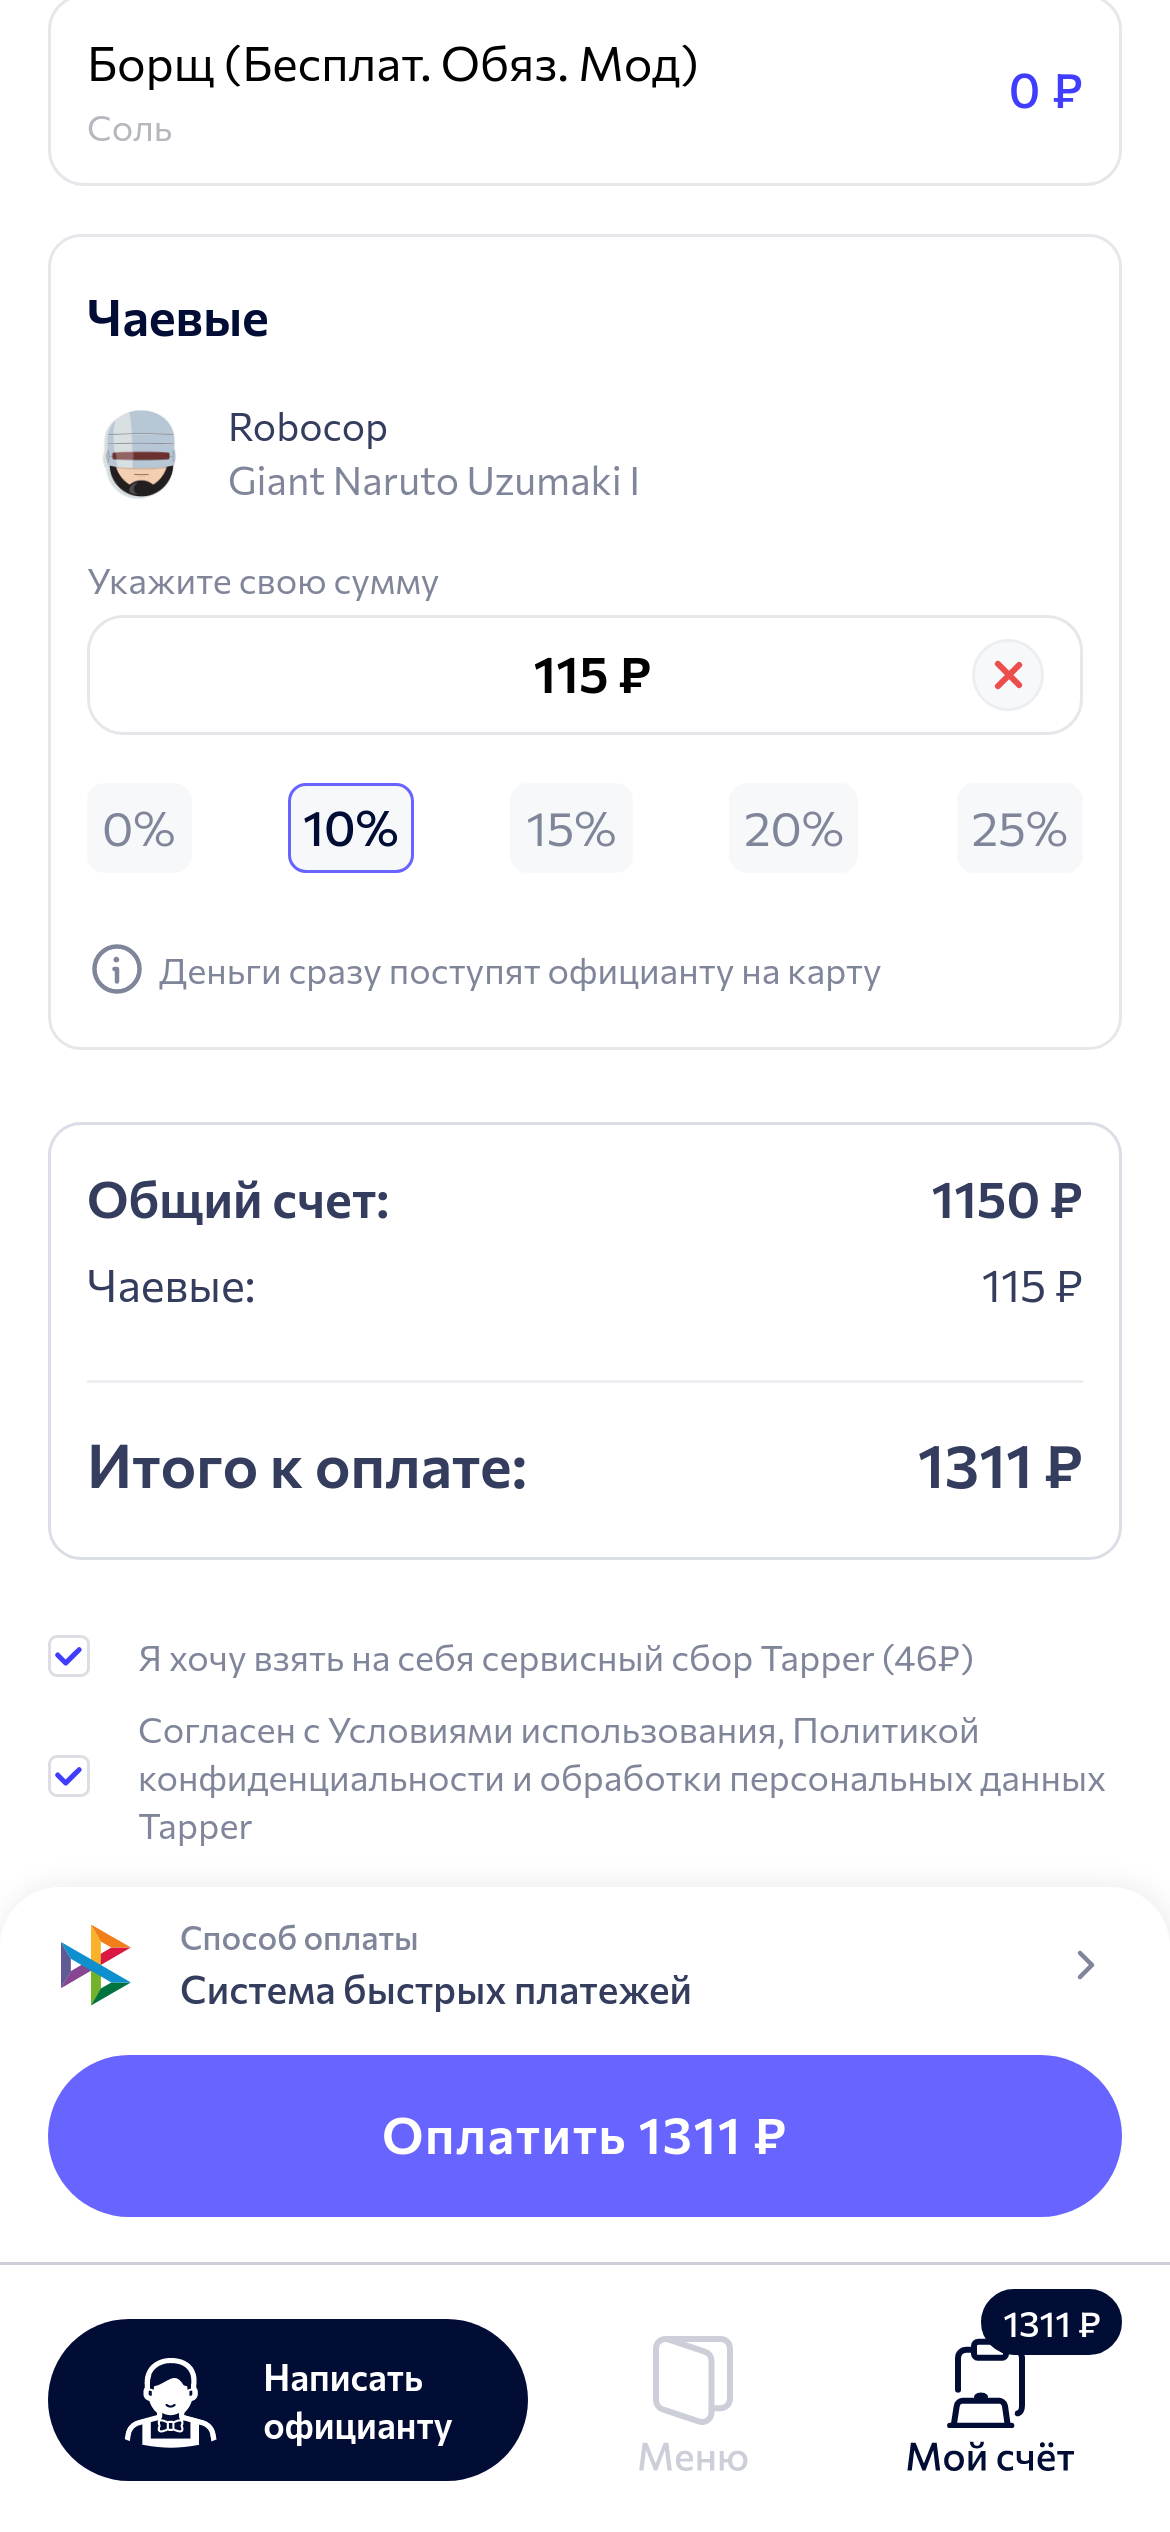 Борщ (Бесплат. Обяз. Мод)
0 ₽
Соль
Чаевые
Robocop
Giant Naruto Uzumaki I
Укажите свою сумму
115 ₽
0%
10%
15%
20%
25%
Деньги сразу поступят официанту на карту
Общий счет:
1150 ₽
Чаевые:
115 ₽
Итого к оплате:
1311 ₽
Я хочу взять на себя сервисный сбор Tapper (46₽)
Согласен с Условиями использования, Политикой
конфиденциальности и обработки персональных данных
Tapper
Способ оплаты
Система быстрых платежей
Оплатить 1311 ₽
1311 ₽
Написать
официанту
Меню
Мой счёт